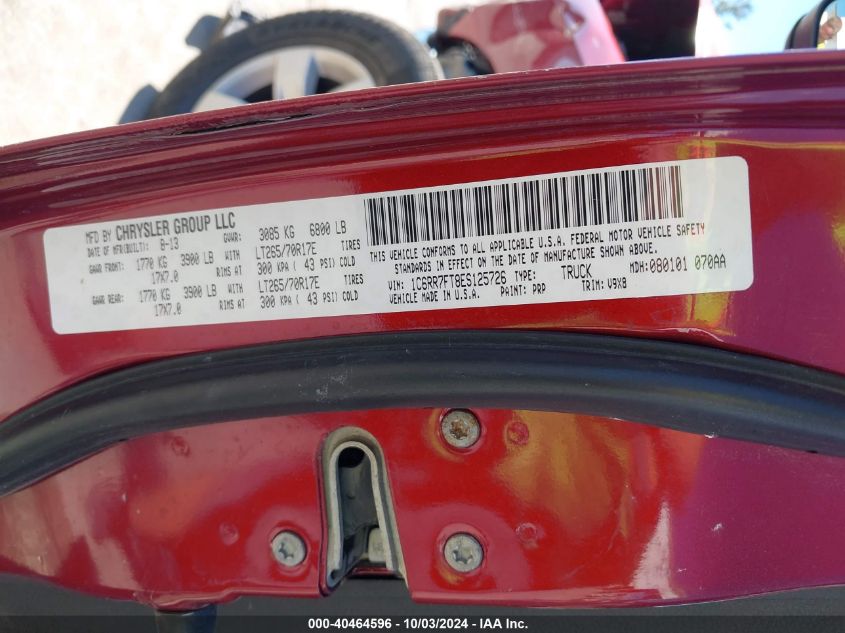 MFD BY CHRYSLER GROUP LLC
DATE OF MFR(BUILT): 8-13 GVWR: 3085 KG 6800 LB
GAWR FRONT: 1770 KG 3900 LB WITH LT265/70R17E TIRES
17X7.0 RIMS AT 300 KPA ( 43 PSI) COLD
GAWR REAR: 1770 KG 3900 LB WITH LT265/70R17E TIRES
17X7.0 RIMS AT 300 KPA ( 43 PSI) COLD
THIS VEHICLE CONFORMS TO ALL APPLICABLE U.S.A. FEDERAL MOTOR VEHICLE SAFETY
STANDARDS IN EFFECT ON THE DATE OF MANUFACTURE SHOWN ABOVE.
VIN: 1C6RR7FT8ES125726 TYPE: TRUCK MDH:080101 070AA
VEHICLE MADE IN U.S.A. PAINT: PRP TRIM: V9X8
000-40464596 - 10/03/2024 - IAA Inc.